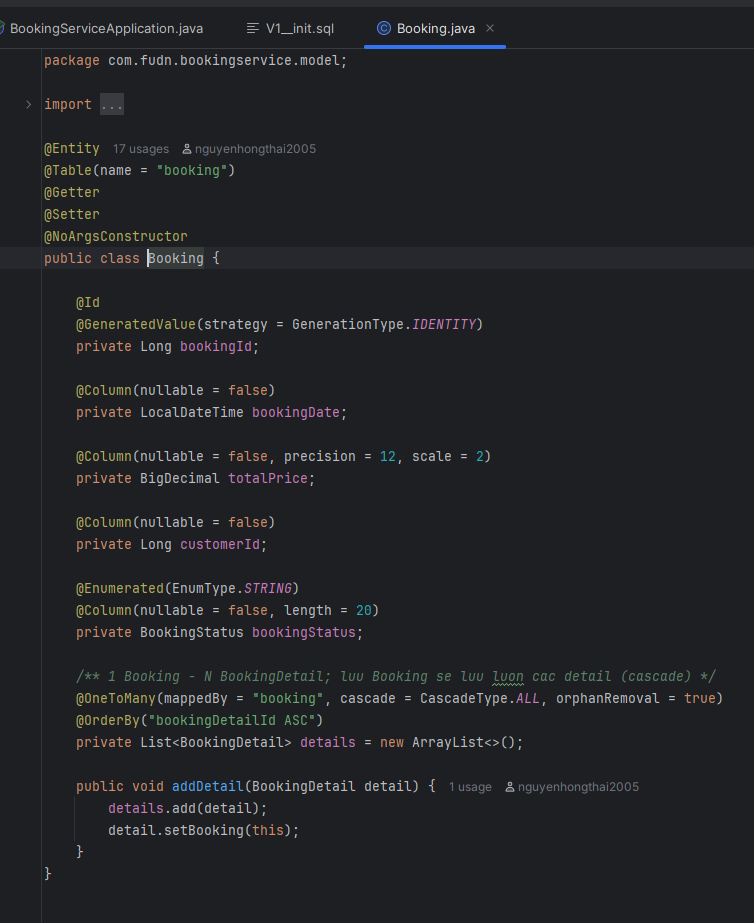 BookingServiceApplication.java V1__init.sql Booking.java
package com.fudn.bookingservice.model;
import ...
@Entity 17 usages nguyenhongthai2005
@Table(name = "booking")
@Getter
@Setter
@NoArgsConstructor
public class Booking {
@Id
@GeneratedValue(strategy = GenerationType.IDENTITY)
private Long bookingId;
@Column(nullable = false)
private LocalDateTime bookingDate;
@Column(nullable = false, precision = 12, scale = 2)
private BigDecimal totalPrice;
@Column(nullable = false)
private Long customerId;
@Enumerated(EnumType.STRING)
@Column(nullable = false, length = 20)
private BookingStatus bookingStatus;
/** 1 Booking - N BookingDetail; luu Booking se luu luon cac detail (cascade) */
@OneToMany(mappedBy = "booking", cascade = CascadeType.ALL, orphanRemoval = true)
@OrderBy("bookingDetailId ASC")
private List<BookingDetail> details = new ArrayList<>();
public void addDetail(BookingDetail detail) { 1 usage nguyenhongthai2005
details.add(detail);
detail.setBooking(this);
}
}